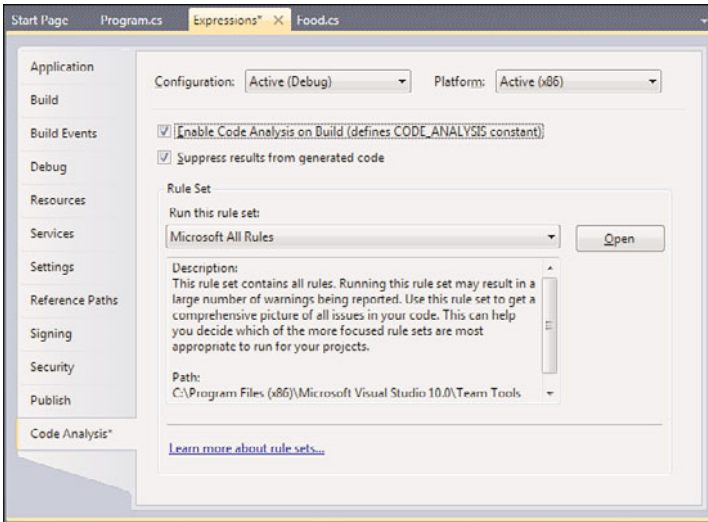 Start Page Program.cs Expressions* Food.cs
Application
Build
Build Events
Debug
Resources
Services
Settings
Reference Paths
Signing
Security
Publish
Code Analysis*
Configuration: Active (Debug) Platform: Active (x86)
Enable Code Analysis on Build (defines CODE_ANALYSIS constant)
Suppress results from generated code
Rule Set
Run this rule set:
Microsoft All Rules Open
Description:
This rule set contains all rules. Running this rule set may result in a
large number of warnings being reported. Use this rule set to get a
comprehensive picture of all issues in your code. This can help
you decide which of the more focused rule sets are most
appropriate to run for your projects.
Path:
C:\Program Files (x86)\Microsoft Visual Studio 10.0\Team Tools
Learn more about rule sets...